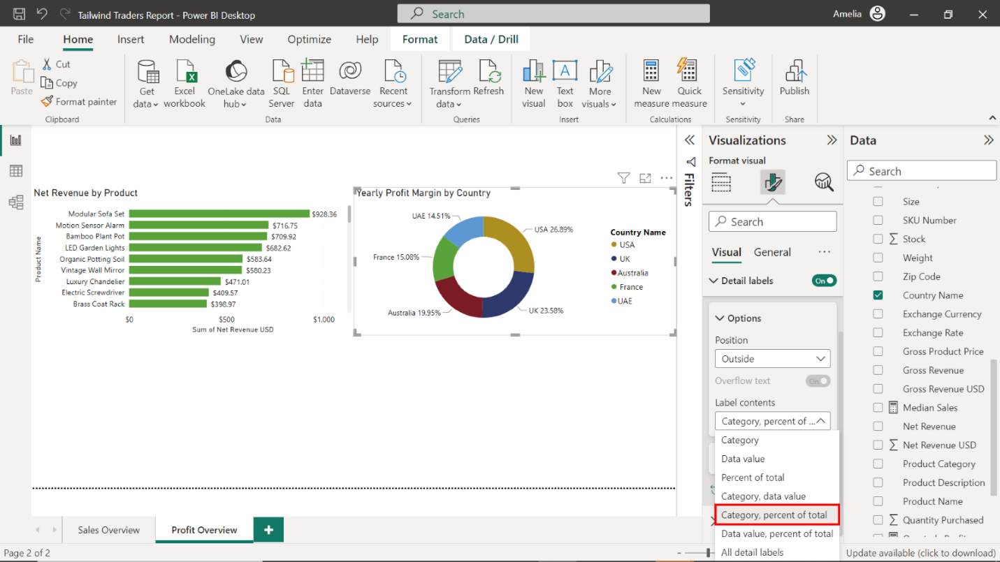 Tailwind Traders Report - Power BI Desktop
Search
Amelia
File Home Insert Modeling View Optimize Help Format Data / Drill
Paste
Cut
Copy
Format painter
Clipboard
Get data
Excel workbook
OneLake data hub
SQL Server
Enter data
Dataverse
Recent sources
Data
Transform data
Refresh
Queries
New visual
A
Text box
More visuals
Insert
New measure
Quick measure
Calculations
Sensitivity
Sensitivity
Publish
Share
Net Revenue by Product
Product Name
Modular Sofa Set $928.36
Motion Sensor Alarm $716.75
Bamboo Plant Pot $709.92
LED Garden Lights $682.62
Organic Potting Soil $583.64
Vintage Wall Mirror $580.23
Luxury Chandelier $471.01
Electric Screwdriver $409.57
Brass Coat Rack $398.97
$0 $500 $1,000
Sum of Net Revenue USD
Yearly Profit Margin by Country
UAE 14.51%
USA 26.89%
France 15.08%
Australia 19.95%
UK 23.58%
Country Name
USA
UK
Australia
France
UAE
Filters
Visualizations
Format visual
Search
Visual General
Detail labels On
Options
Position
Outside
Overflow text On
Label contents
Category, percent of ...
Category
Data value
Percent of total
Category, data value
Category, percent of total
Data value, percent of total
All detail labels
Data
Search
Size
SKU Number
Stock
Weight
Zip Code
Country Name
Exchange Currency
Exchange Rate
Gross Product Price
Gross Revenue
Gross Revenue USD
Median Sales
Net Revenue
Net Revenue USD
Product Category
Product Description
Product Name
Quantity Purchased
Sales Overview
Profit Overview
+
Page 2 of 2
Update available (click to download)